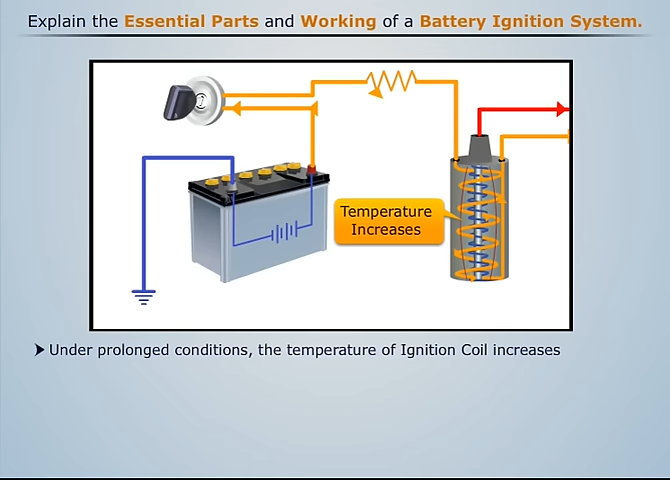 Explain the Essential Parts and Working of a Battery Ignition System.
Temperature
Increases
Under prolonged conditions, the temperature of Ignition Coil increases